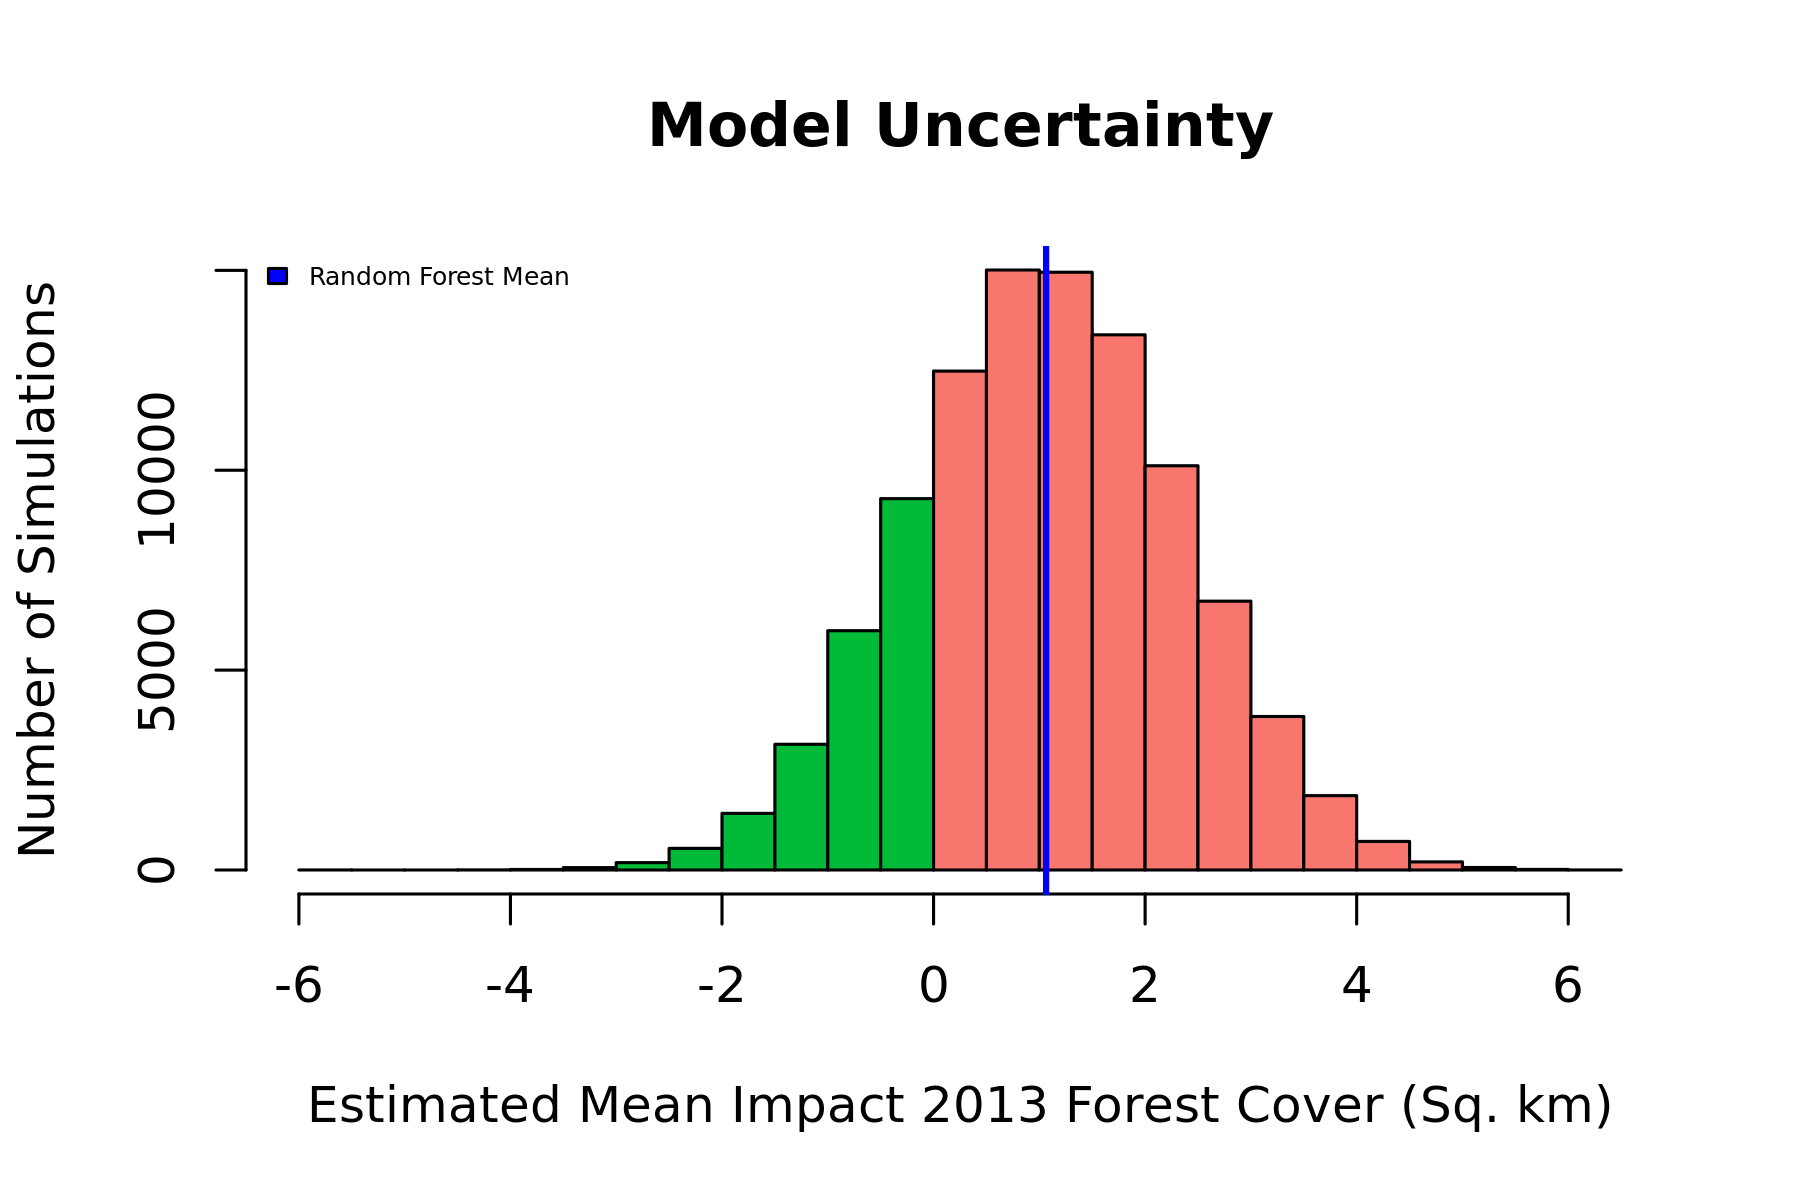 Model Uncertainty
Random Forest Mean
Number of Simulations
10000
5000
0
-6 -4 -2 0 2 4 6
Estimated Mean Impact 2013 Forest Cover (Sq. km)